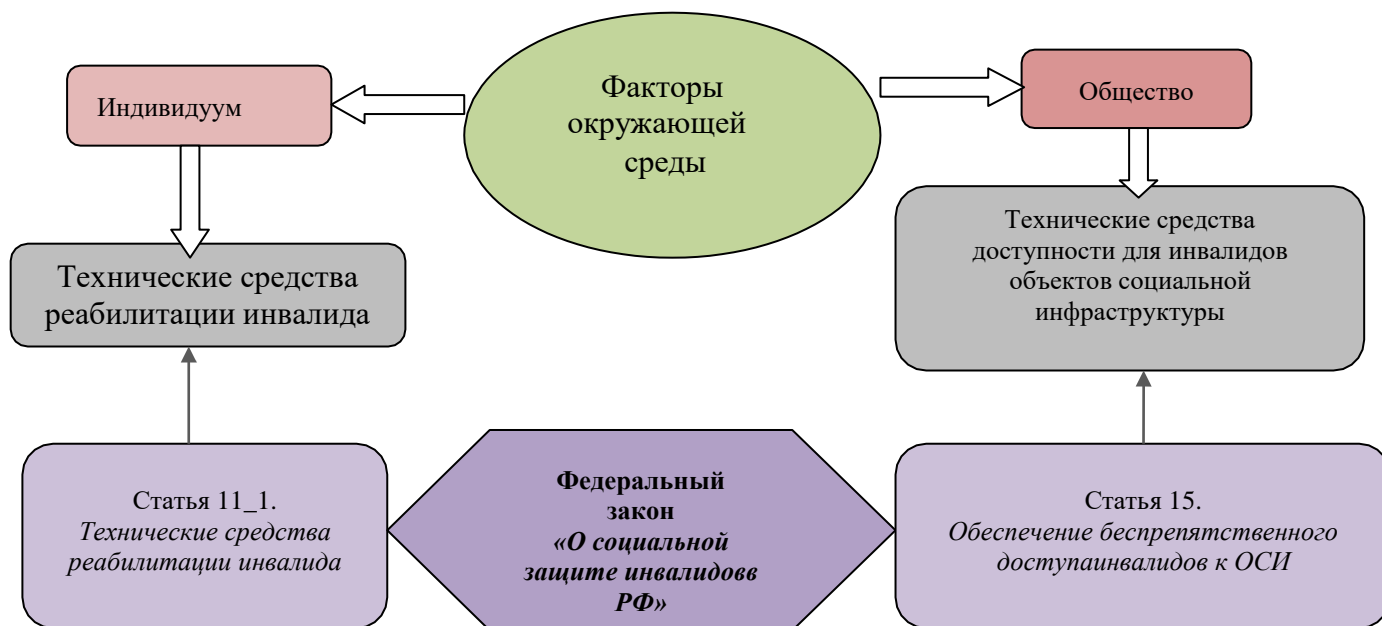 Факторы
окружающей
среды
Индивидуум
Общество
Технические средства
реабилитации инвалида
Технические средства
доступности для инвалидов
объектов социальной
инфраструктуры
Статья 11_1.
Технические средства
реабилитации инвалида
Федеральный
закон
«О социальной
защите инвалидовв
РФ»
Статья 15.
Обеспечение беспрепятственного
доступаинвалидов к ОСИ